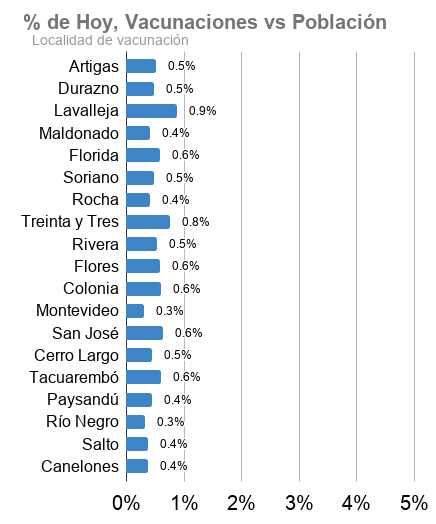 % de Hoy, Vacunaciones vs Población
Localidad de vacunación
Artigas 0.5%
Durazno 0.5%
Lavalleja 0.9%
Maldonado 0.4%
Florida 0.6%
Soriano 0.5%
Rocha 0.4%
Treinta y Tres 0.8%
Rivera 0.5%
Flores 0.6%
Colonia 0.6%
Montevideo 0.3%
San José 0.6%
Cerro Largo 0.5%
Tacuarembó 0.6%
Paysandú 0.4%
Río Negro 0.3%
Salto 0.4%
Canelones 0.4%
0% 1% 2% 3% 4% 5%